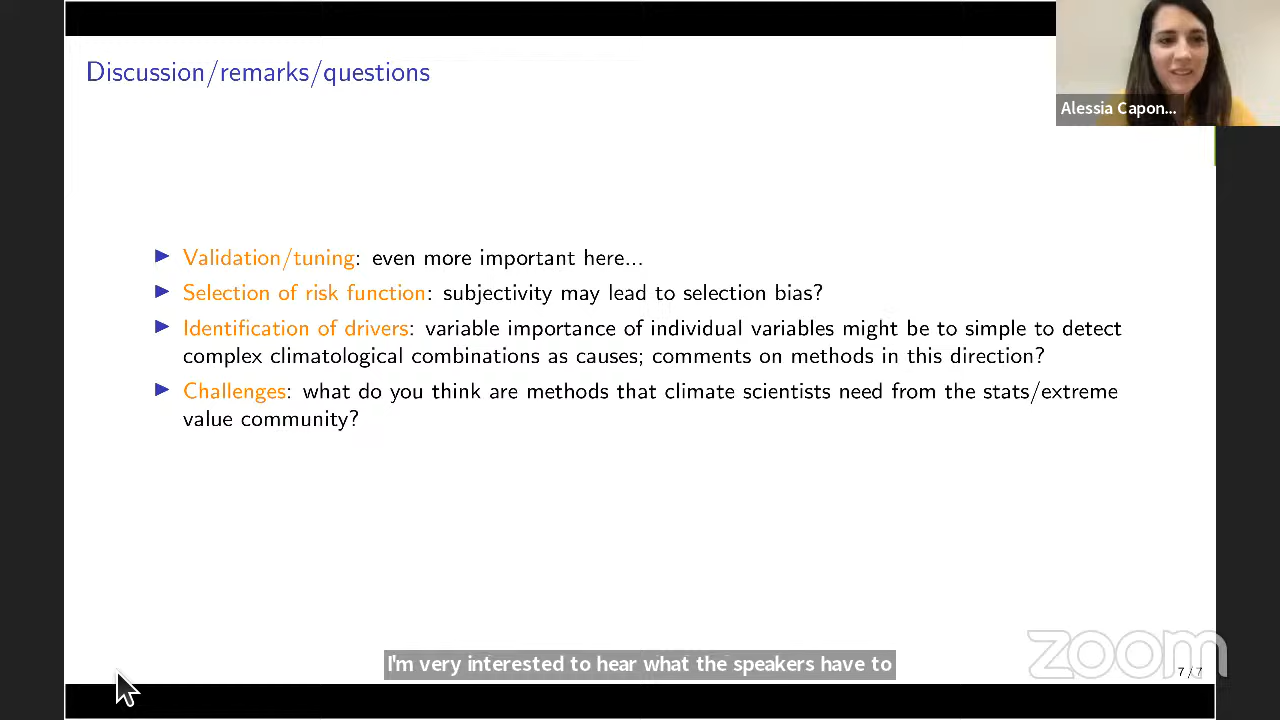 Discussion/remarks/questions
Alessia Capon...
Validation/tuning: even more important here...
Selection of risk function: subjectivity may lead to selection bias?
Identification of drivers: variable importance of individual variables might be to simple to detect
complex climatological combinations as causes; comments on methods in this direction?
Challenges: what do you think are methods that climate scientists need from the stats/extreme
value community?
I'm very interested to hear what the speakers have to
zoom
7 / 7